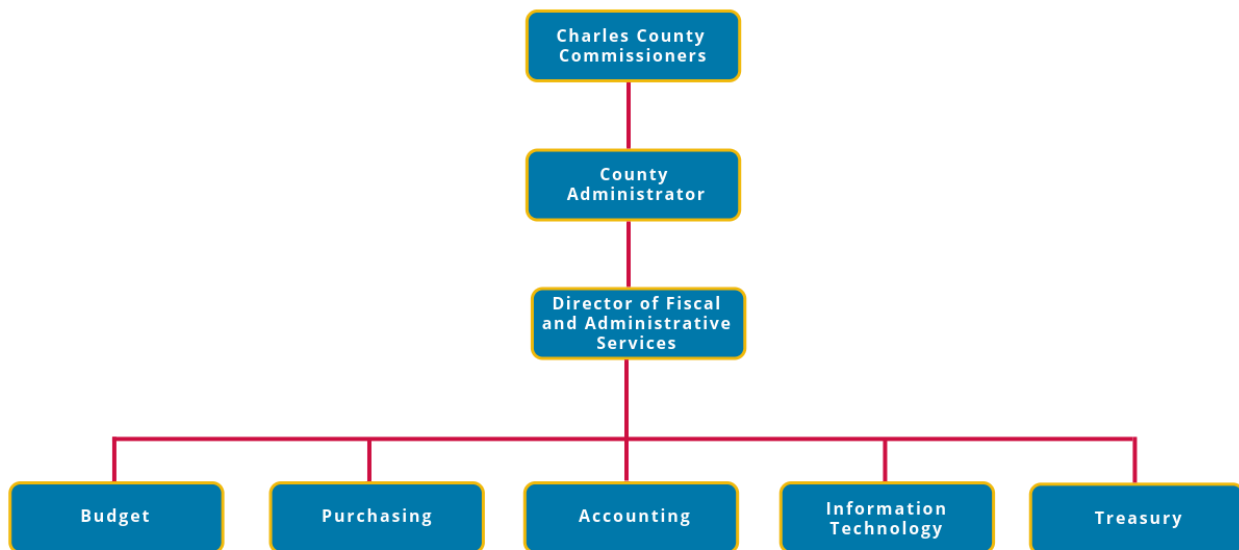 Charles County
Commissioners
County
Administrator
Director of Fiscal
and Administrative
Services
Budget
Purchasing
Accounting
Information
Technology
Treasury